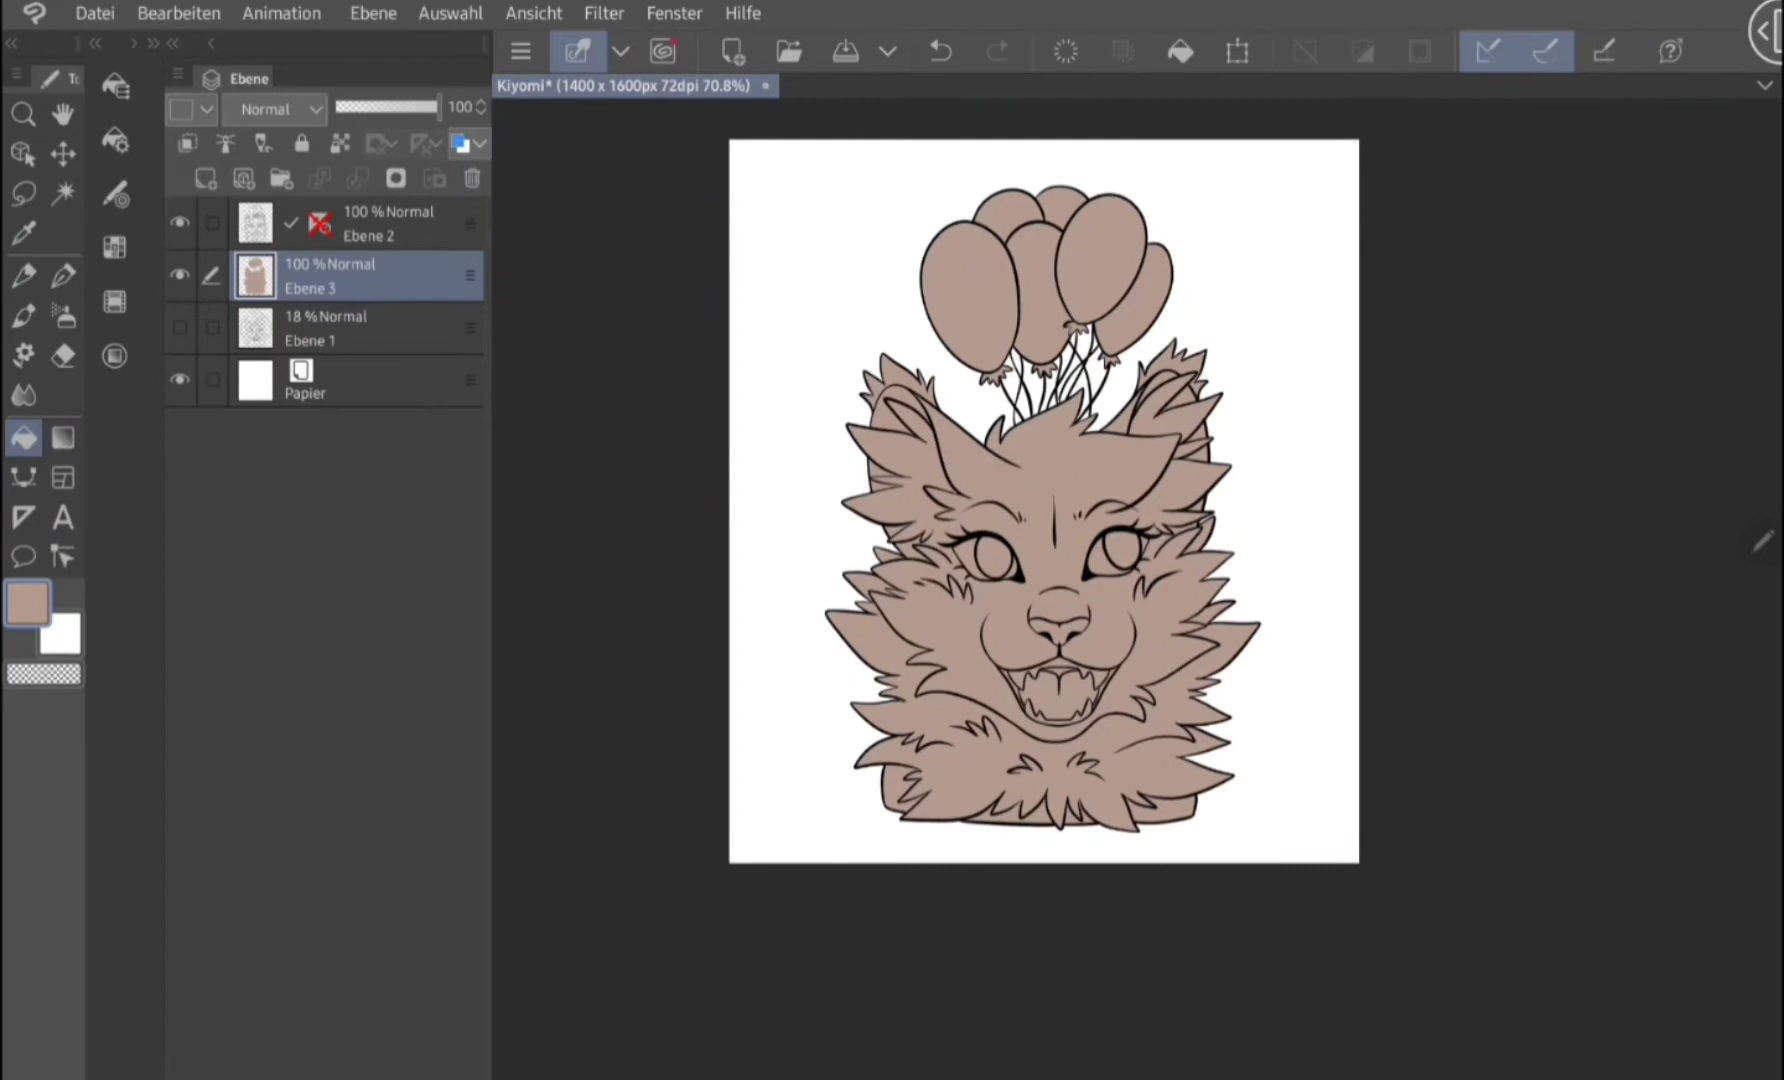 Datei Bearbeiten Animation Ebene Auswahl Ansicht Filter Fenster Hilfe
Ebene
Normal 100
Kiyomi* (1400 x 1600px 72dpi 70.8%)
100 % Normal
Ebene 2
100 % Normal
Ebene 3
18 % Normal
Ebene 1
Papier